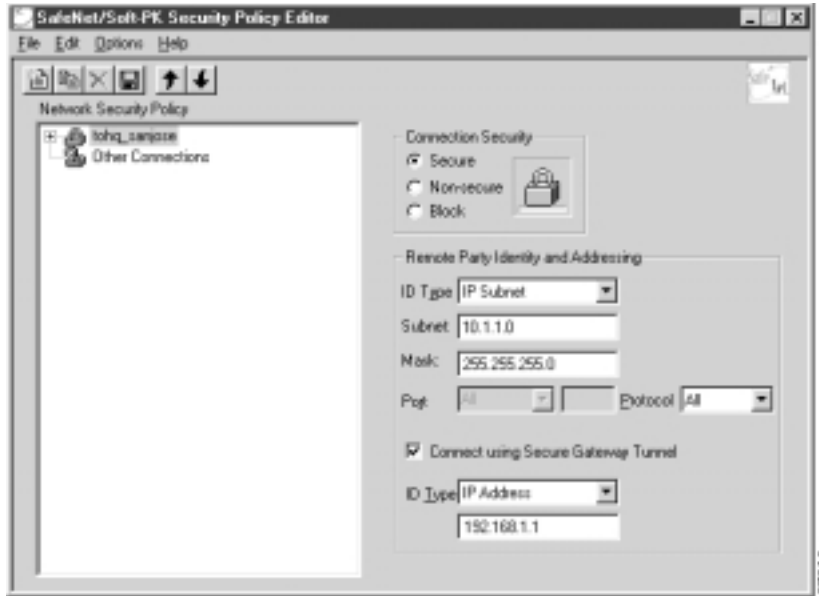 SafeNet/Soft-PK Security Policy Editor
File Edit Options Help
Network Security Policy
tohq_sanjose
Other Connections
Connection Security
Secure
Non-secure
Block
Remote Party Identity and Addressing
ID Type IP Subnet
Subnet 10.1.1.0
Mask: 255.255.255.0
Port All Protocol All
Connect using Secure Gateway Tunnel
ID Type IP Address
192.168.1.1